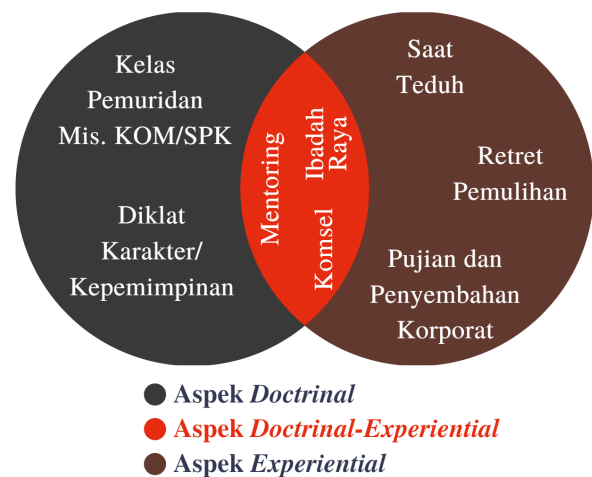 Kelas
Pemuridan
Mis. KOM/SPK
Diklat
Karakter/
Kepemimpinan
Mentoring
Ibadah
Raya
Komsel
Saat
Teduh
Retret
Pemulihan
Pujian dan
Penyembahan
Korporat
Aspek Doctrinal
Aspek Doctrinal-Experiential
Aspek Experiential